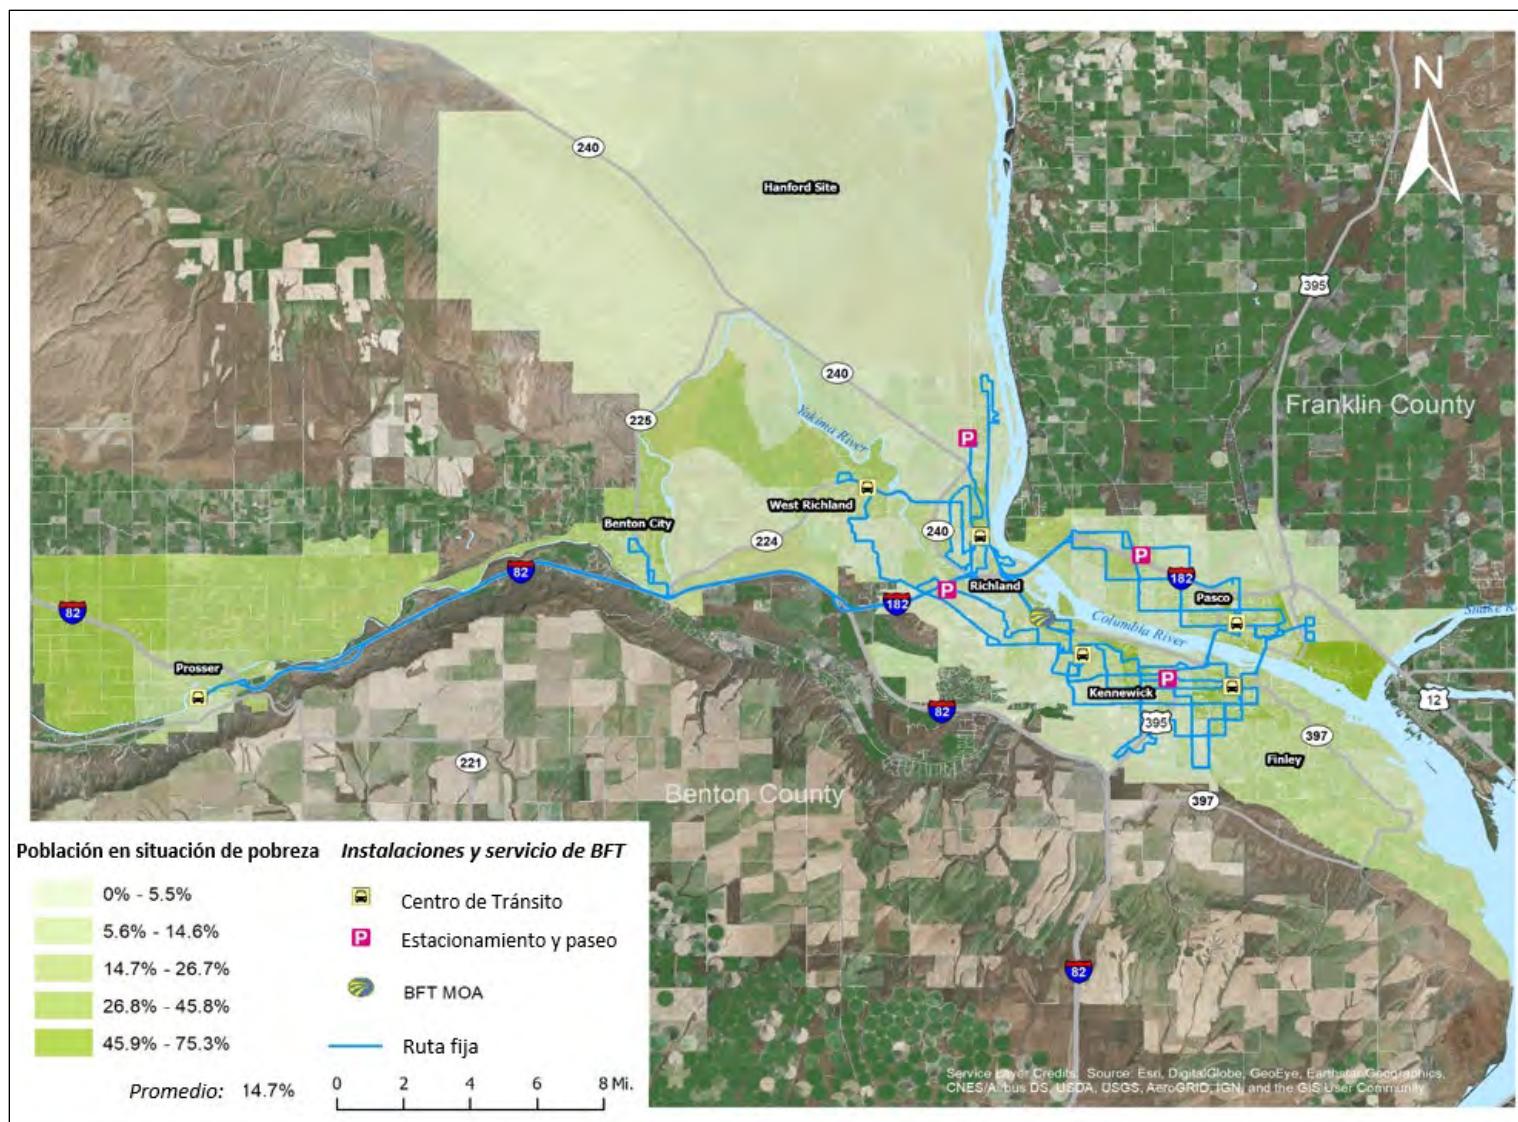 N
240
Hanford Site
395
240
Franklin County
225
Yakima River
West Richland
Benton City
240
224
82
182
Richland
182
Pasco
82
Columbia River
Snake R
Prosser
Kennewick
82
395
12
397
Finley
221
Benton County
397
82
Población en situación de pobreza
0% - 5.5%
5.6% - 14.6%
14.7% - 26.7%
26.8% - 45.8%
45.9% - 75.3%
Promedio: 14.7%
Instalaciones y servicio de BFT
Centro de Tránsito
P Estacionamiento y paseo
BFT MOA
Ruta fija
0 2 4 6 8 Mi.
Service Layer Credits: Source: Esri, DigitalGlobe, GeoEye, Earthstar Geographics,
CNES/Airbus DS, USDA, USGS, AeroGRID, IGN, and the GIS User Community
P
P
P
P